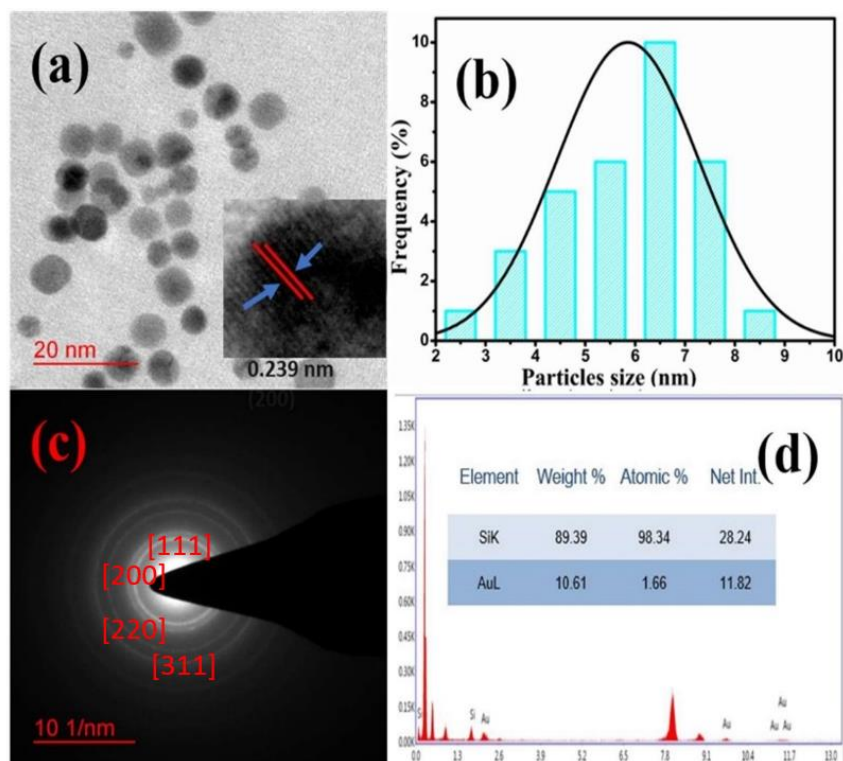 (a)
20 nm
0.239 nm
(b)
Frequency (%)
10
8
6
4
2
0
2 3 4 5 6 7 8 9 10
Particles size (nm)
(200)
(c)
[111]
[200]
[220]
[311]
10 1/nm
(d)
Element Weight % Atomic % Net Int.
SiK 89.39 98.34 28.24
AuL 10.61 1.66 11.82
1.35K
1.20K
1.05K
0.90K
0.75K
0.60K
0.45K
0.30K
0.15K
0.00K
Si Au Au Au Au Au
0.0 1.3 2.6 3.9 5.2 6.5 7.8 9.1 10.4 11.7 13.0